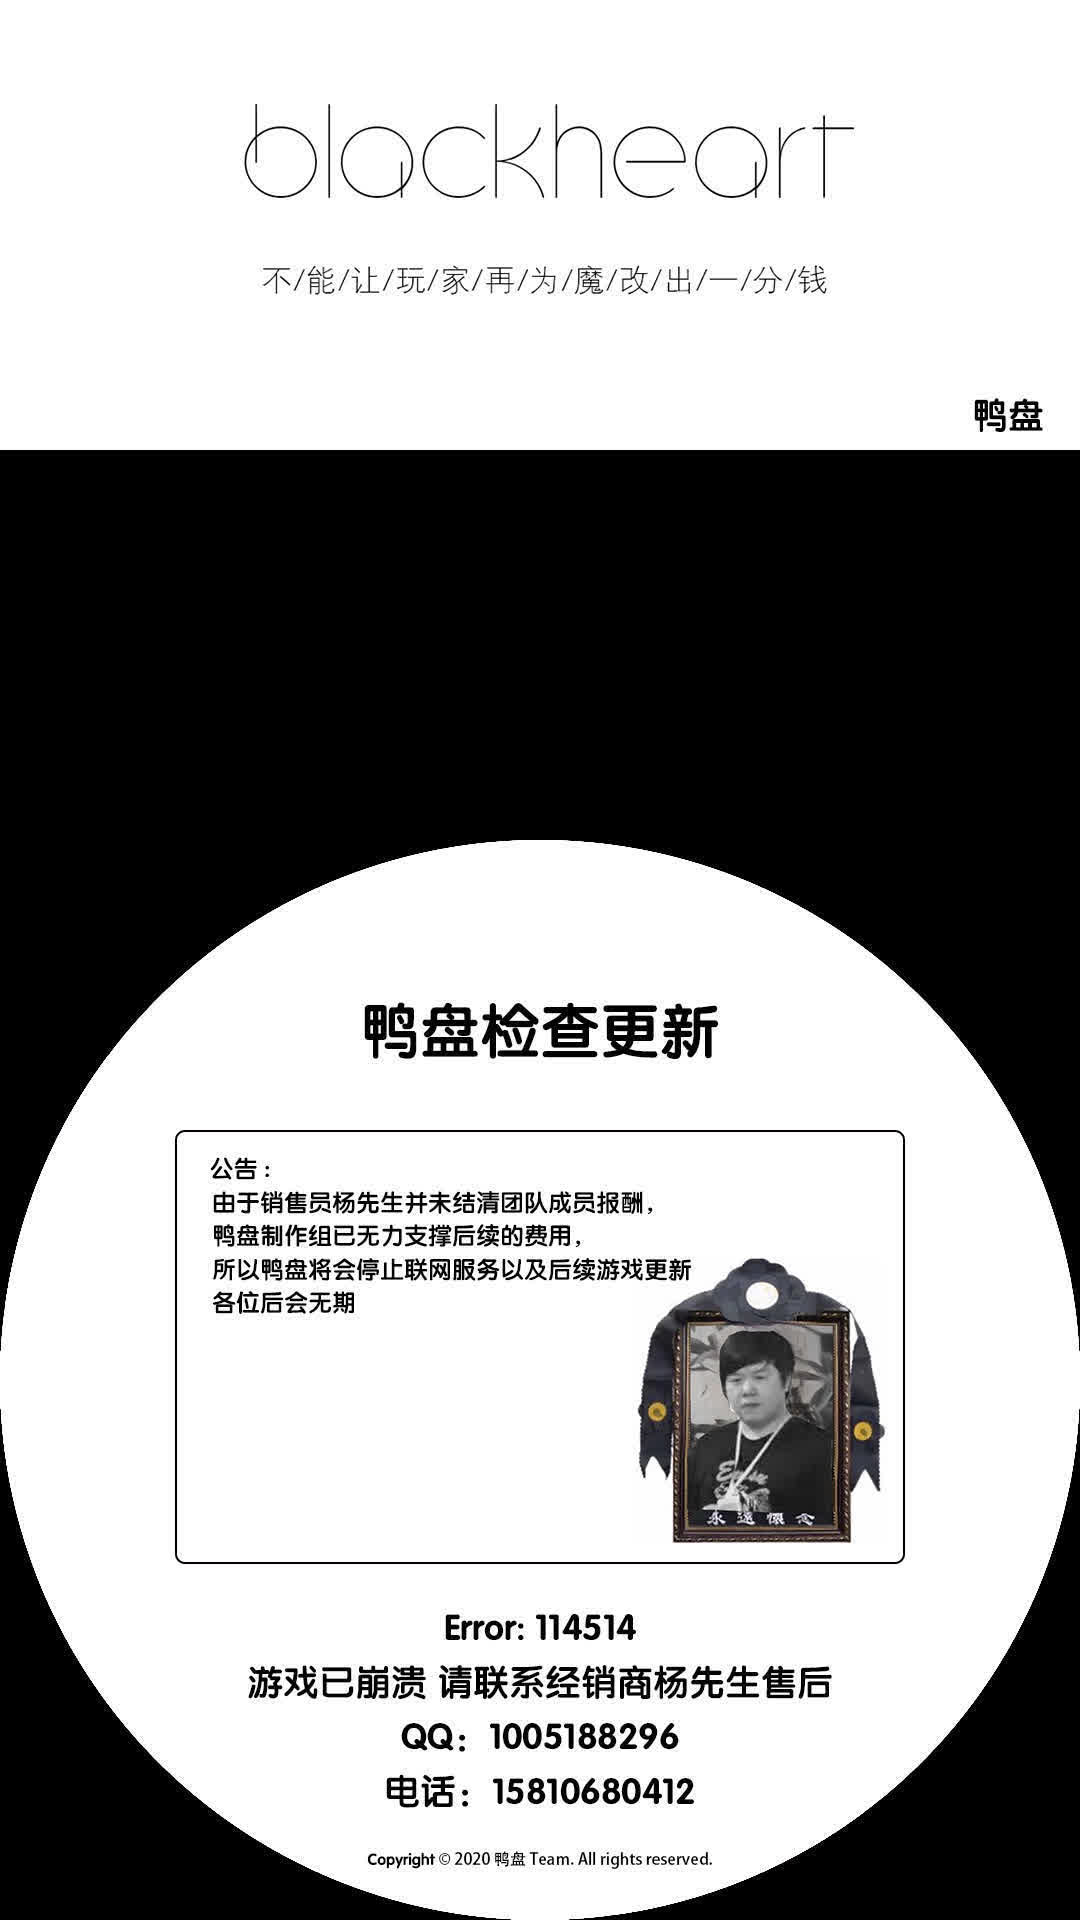 blackheart
不/能/让/玩/家/再/为/魔/改/出/一/分/钱
鸭盘
鸭盘检查更新
公告：
由于销售员杨先生并未结清团队成员报酬，
鸭盘制作组已无力支撑后续的费用，
所以鸭盘将会停止联网服务以及后续游戏更新
各位后会无期
永遠懷念
Error: 114514
游戏已崩溃 请联系经销商杨先生售后
QQ：1005188296
电话：15810680412
Copyright © 2020 鸭盘 Team. All rights reserved.